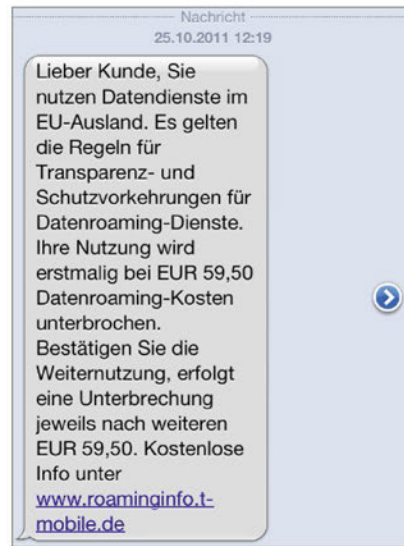 Nachricht
25.10.2011 12:19
Lieber Kunde, Sie
nutzen Datendienste im
EU-Ausland. Es gelten
die Regeln für
Transparenz- und
Schutzvorkehrungen für
Datenroaming-Dienste.
Ihre Nutzung wird
erstmalig bei EUR 59,50
Datenroaming-Kosten
unterbrochen.
Bestätigen Sie die
Weiternutzung, erfolgt
eine Unterbrechung
jeweils nach weiteren
EUR 59,50. Kostenlose
Info unter
www.roaminginfo.t-
mobile.de